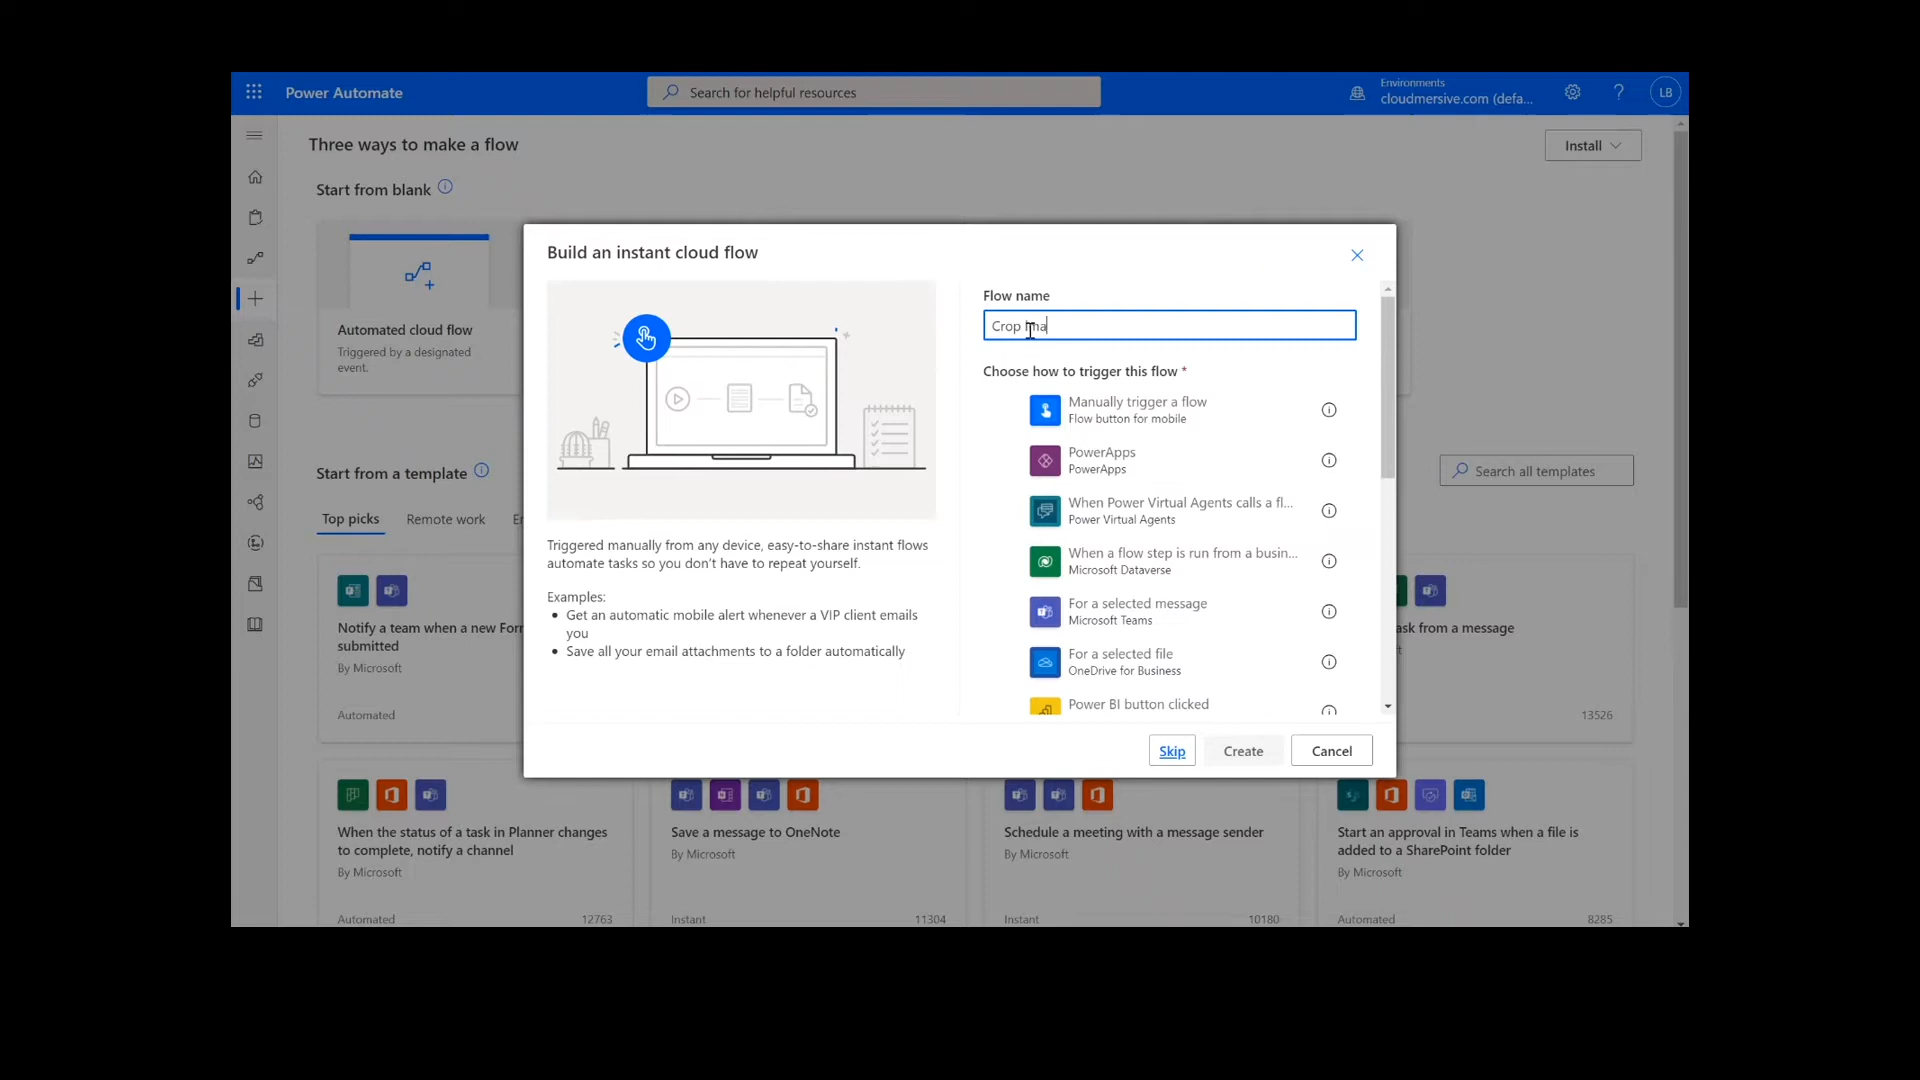 Power Automate
Search for helpful resources
Environments
cloudmersive.com (defa...
?
LB
Three ways to make a flow
Install
Start from blank
Automated cloud flow
Triggered by a designated
event.
Build an instant cloud flow
Triggered manually from any device, easy-to-share instant flows
automate tasks so you don't have to repeat yourself.
Examples:
• Get an automatic mobile alert whenever a VIP client emails
you
• Save all your email attachments to a folder automatically
Flow name
Crop Ima
Choose how to trigger this flow *
Manually trigger a flow
Flow button for mobile
PowerApps
PowerApps
When Power Virtual Agents calls a fl...
Power Virtual Agents
When a flow step is run from a busin...
Microsoft Dataverse
For a selected message
Microsoft Teams
For a selected file
OneDrive for Business
Power BI button clicked
Skip
Create
Cancel
Start from a template
Search all templates
Top picks
Remote work
Notify a team when a new For
submitted
By Microsoft
Automated
ask from a message
13526
When the status of a task in Planner changes
to complete, notify a channel
By Microsoft
Automated
12763
Save a message to OneNote
By Microsoft
Instant
11304
Schedule a meeting with a message sender
By Microsoft
Instant
10180
Start an approval in Teams when a file is
added to a SharePoint folder
By Microsoft
Automated
8285